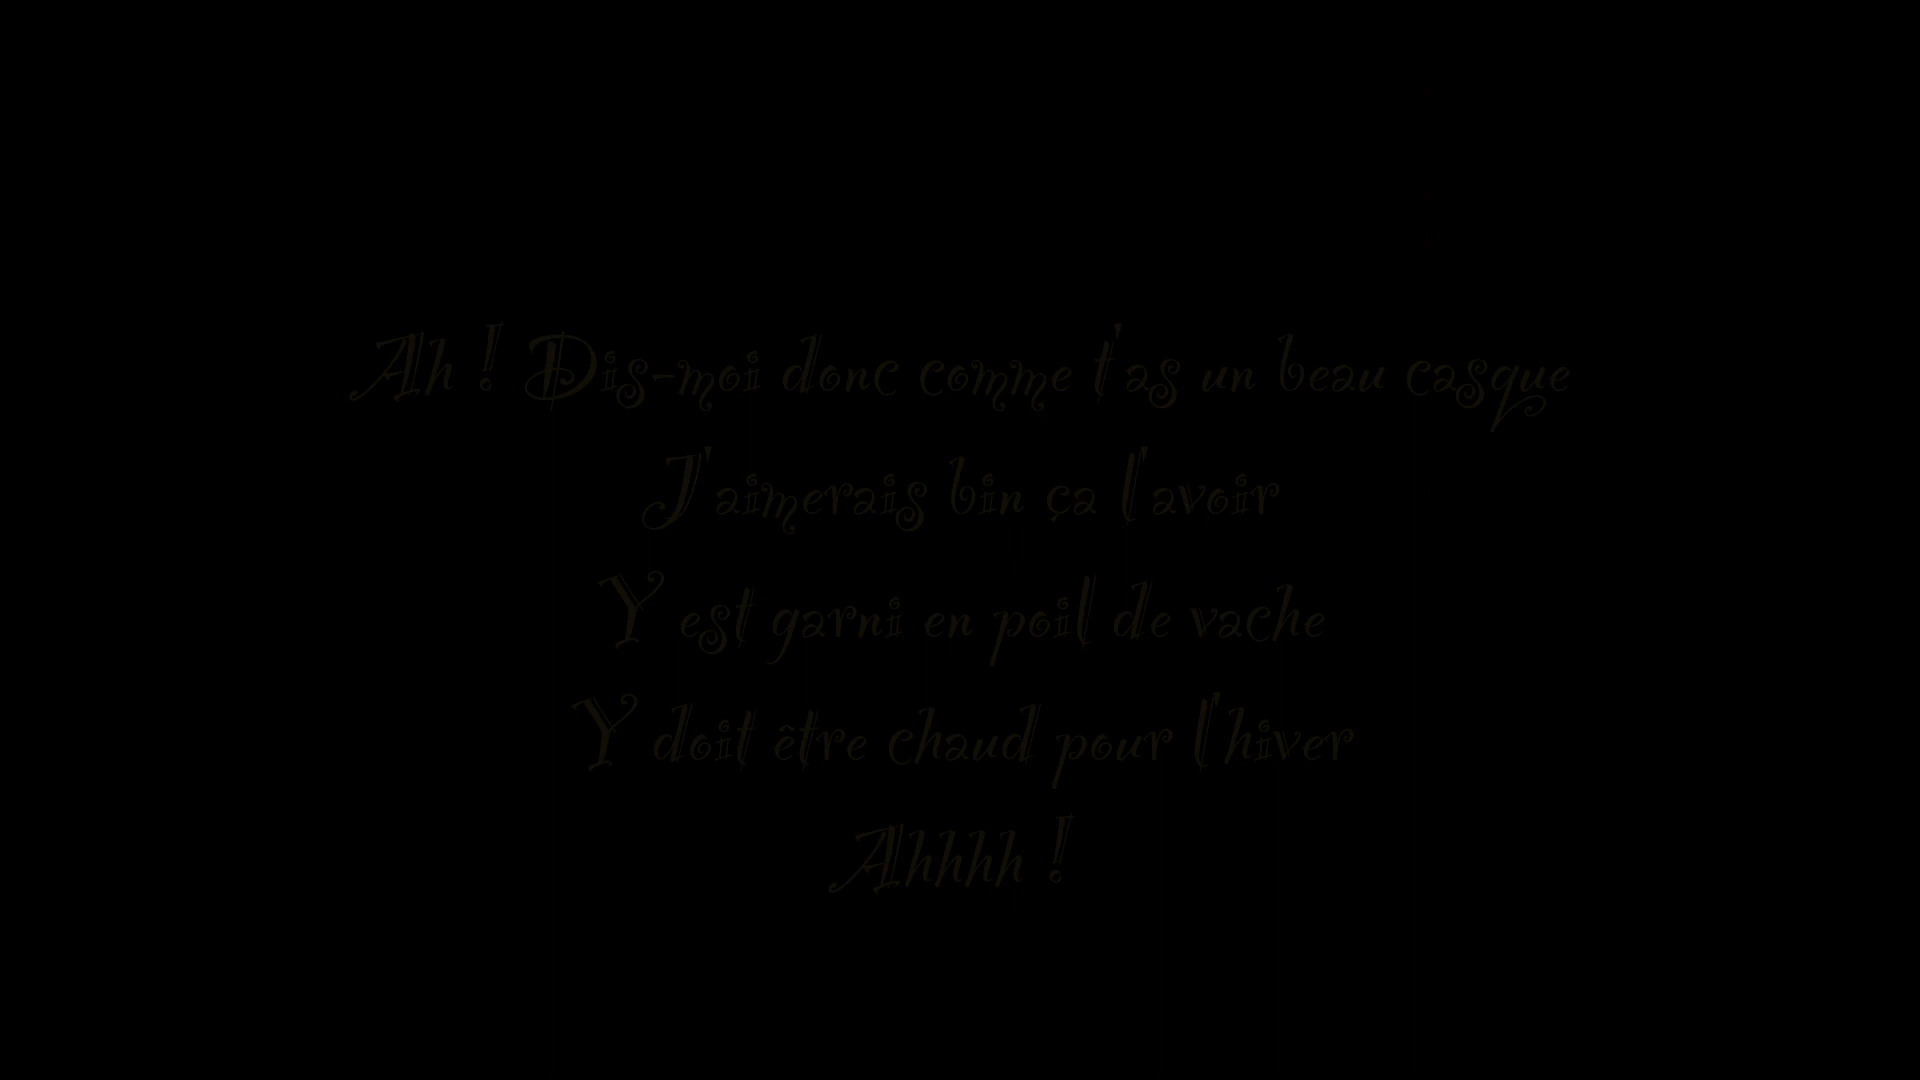 Ah ! Dis-moi donc comme t'as un beau casque
J'aimerais bin ça l'avoir
Y est garni en poil de vache
Y doit être chaud pour l'hiver
Ahhhh !